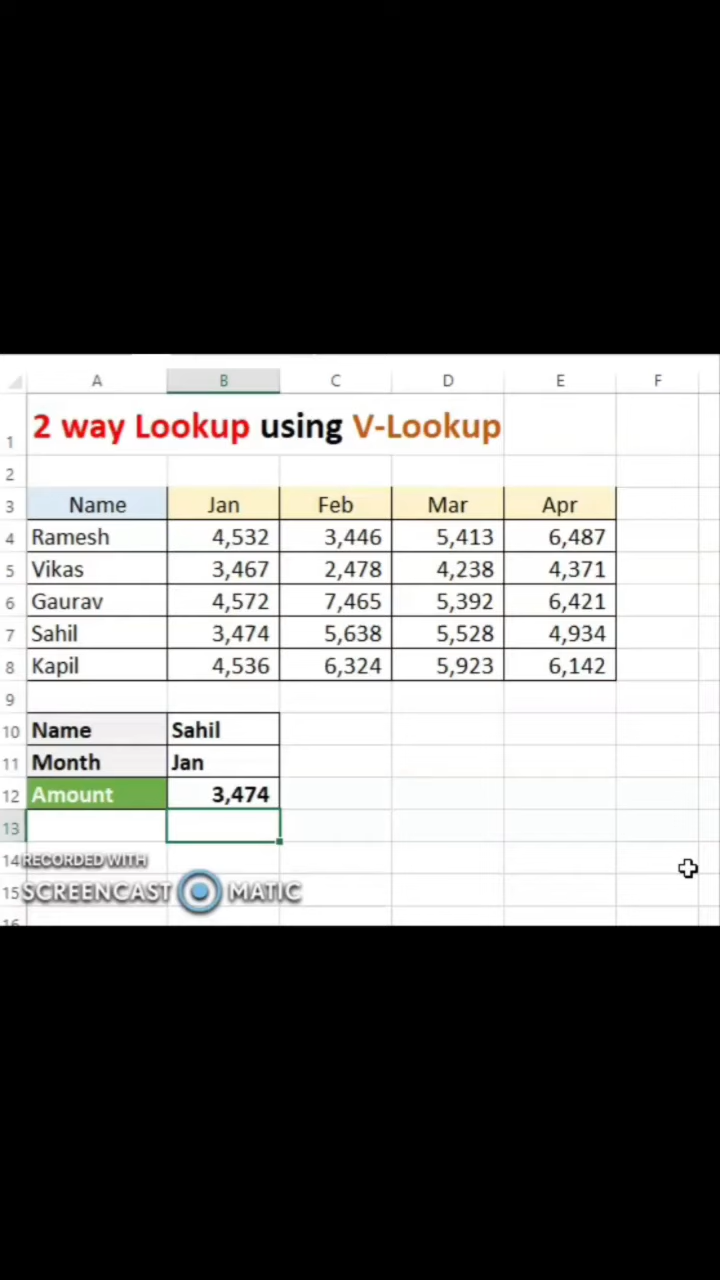 A B C D E F
1 2 way Lookup using V-Lookup
2
3 Name Jan Feb Mar Apr
4 Ramesh 4,532 3,446 5,413 6,487
5 Vikas 3,467 2,478 4,238 4,371
6 Gaurav 4,572 7,465 5,392 6,421
7 Sahil 3,474 5,638 5,528 4,934
8 Kapil 4,536 6,324 5,923 6,142
9
10 Name Sahil
11 Month Jan
12 Amount 3,474
13
14 RECORDED WITH
15 SCREENCAST MATIC
16